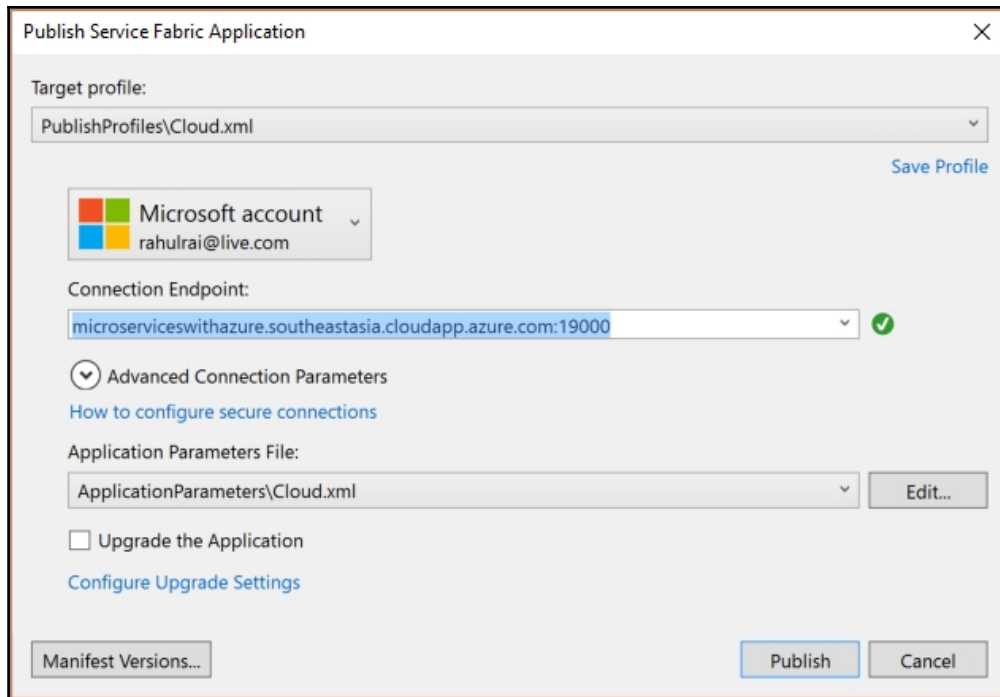 Publish Service Fabric Application
Target profile:
PublishProfiles\Cloud.xml
Save Profile
Microsoft account
rahulrai@live.com
Connection Endpoint:
microserviceswithazure.southeastasia.cloudapp.azure.com:19000
Advanced Connection Parameters
How to configure secure connections
Application Parameters File:
ApplicationParameters\Cloud.xml
Edit...
Upgrade the Application
Configure Upgrade Settings
Manifest Versions...
Publish
Cancel